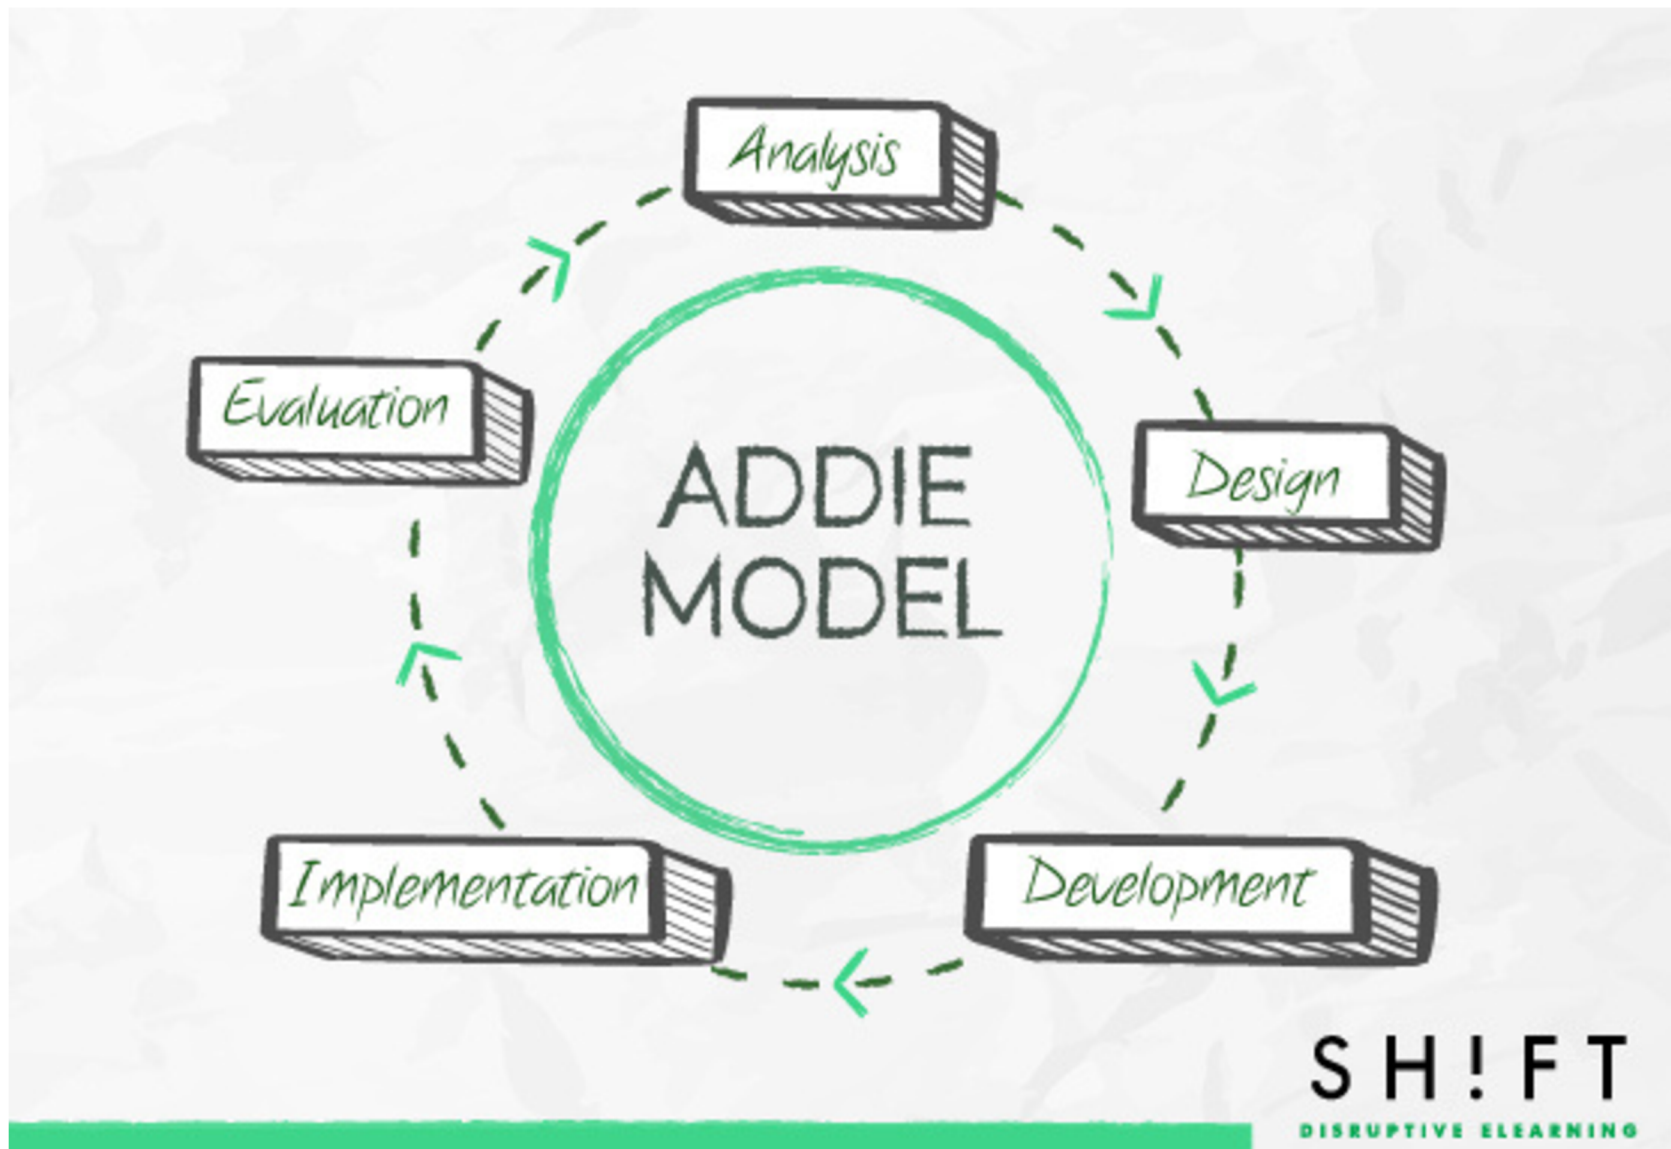 Analysis
Evaluation
Design
ADDIE
MODEL
Implementation
Development
SH!FT
DISRUPTIVE ELEARNING